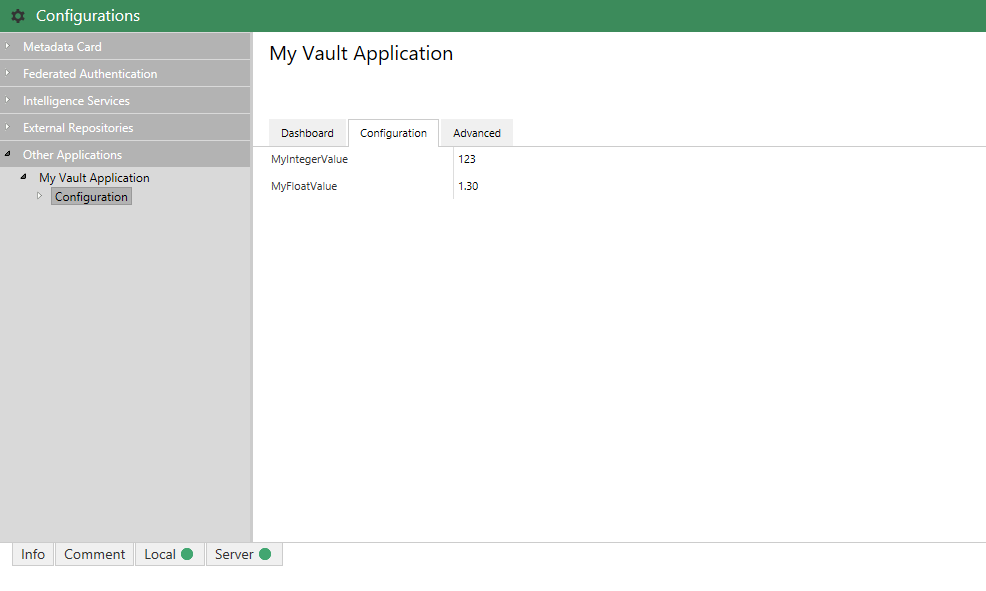 Configurations
Metadata Card
Federated Authentication
Intelligence Services
External Repositories
Other Applications
My Vault Application
Configuration
My Vault Application
Dashboard Configuration Advanced
MyIntegerValue 123
MyFloatValue 1.30
Info Comment Local Server